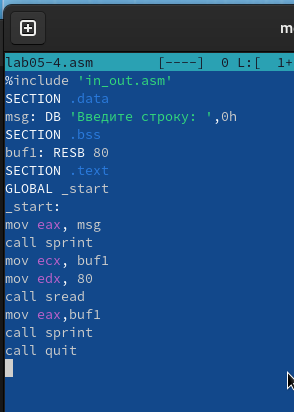 m
lab05-4.asm [----] 0 L:[ 1+
%include 'in_out.asm'
SECTION .data
msg: DB 'Введите строку: ',0h
SECTION .bss
buf1: RESB 80
SECTION .text
GLOBAL _start
_start:
mov eax, msg
call sprint
mov ecx, buf1
mov edx, 80
call sread
mov eax,buf1
call sprint
call quit